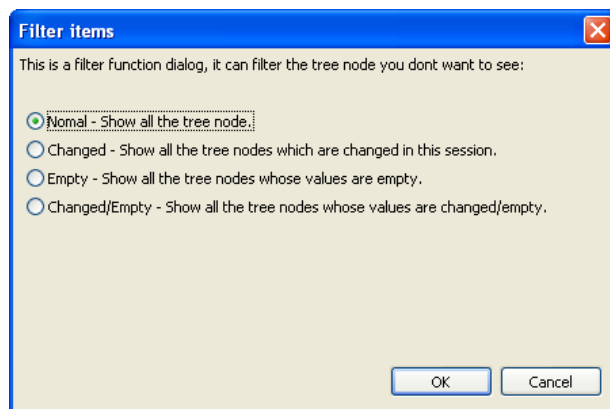 Filter items
This is a filter function dialog, it can filter the tree node you dont want to see:
Nomal - Show all the tree node.
Changed - Show all the tree nodes which are changed in this session.
Empty - Show all the tree nodes whose values are empty.
Changed/Empty - Show all the tree nodes whose values are changed/empty.
OK Cancel